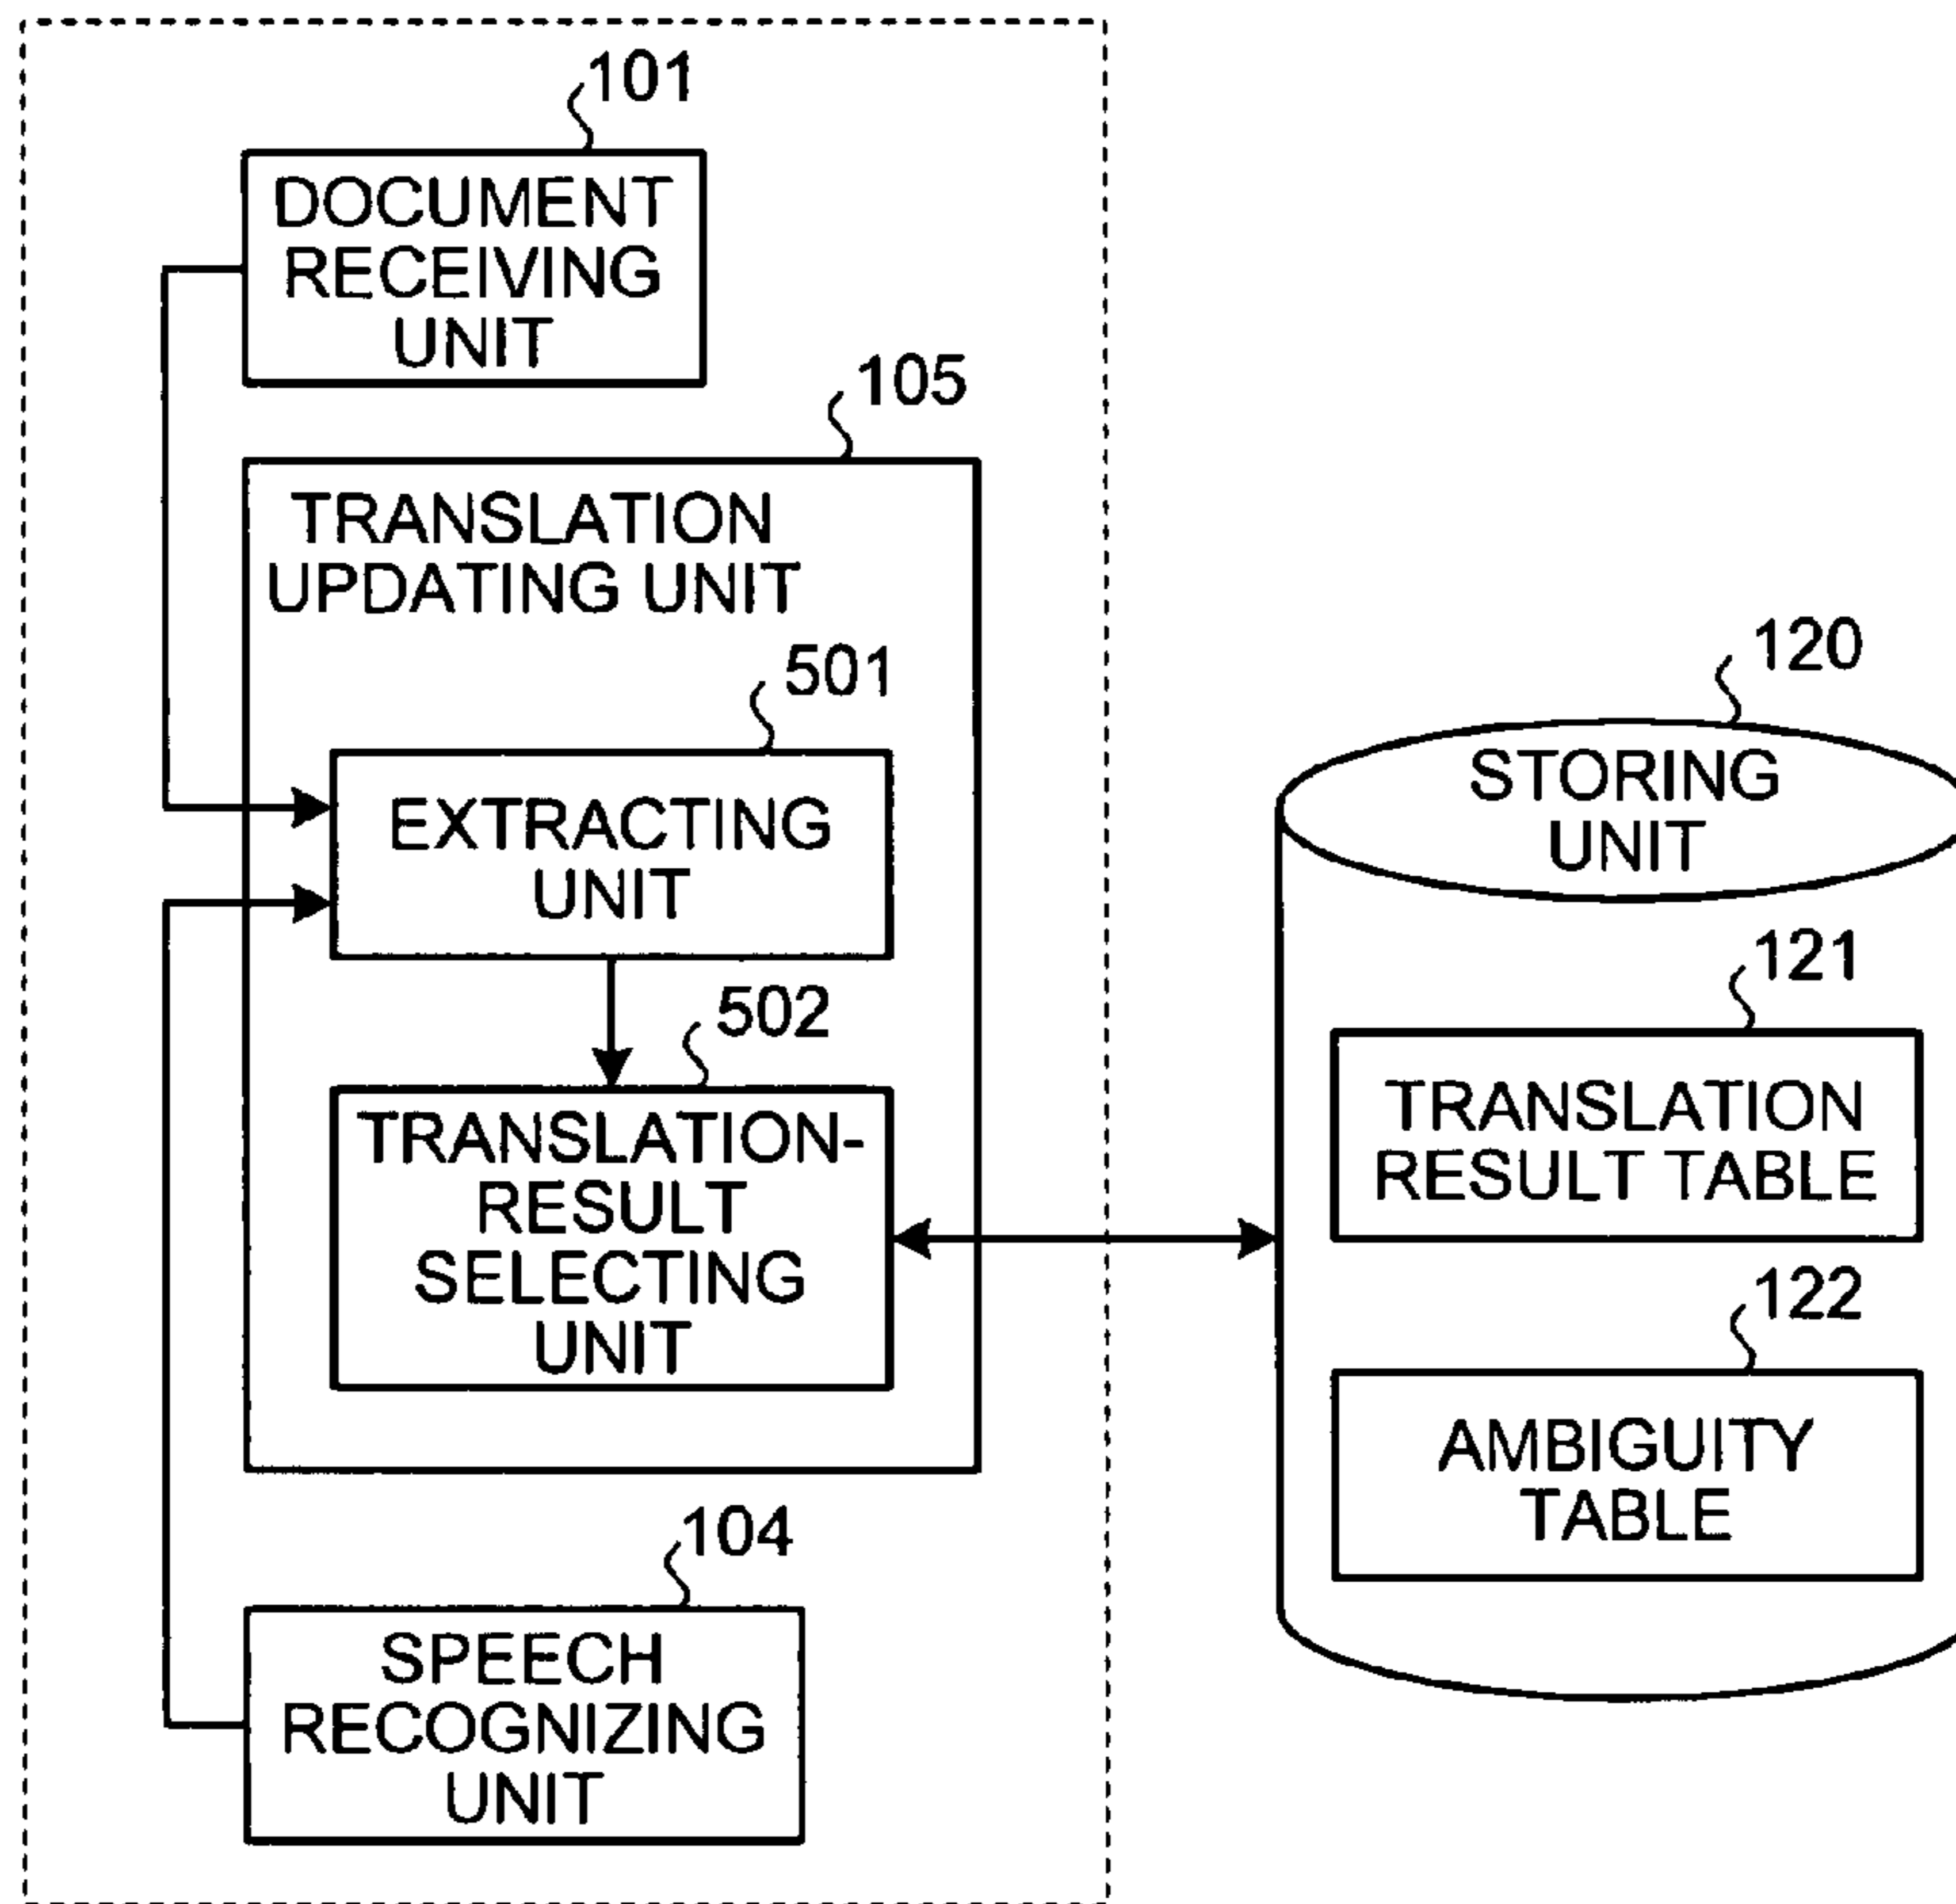 101
DOCUMENT
RECEIVING
UNIT
105
TRANSLATION
UPDATING UNIT
501
EXTRACTING
UNIT
502
TRANSLATION-
RESULT
SELECTING
UNIT
104
SPEECH
RECOGNIZING
UNIT
120
STORING
UNIT
121
TRANSLATION
RESULT TABLE
122
AMBIGUITY
TABLE